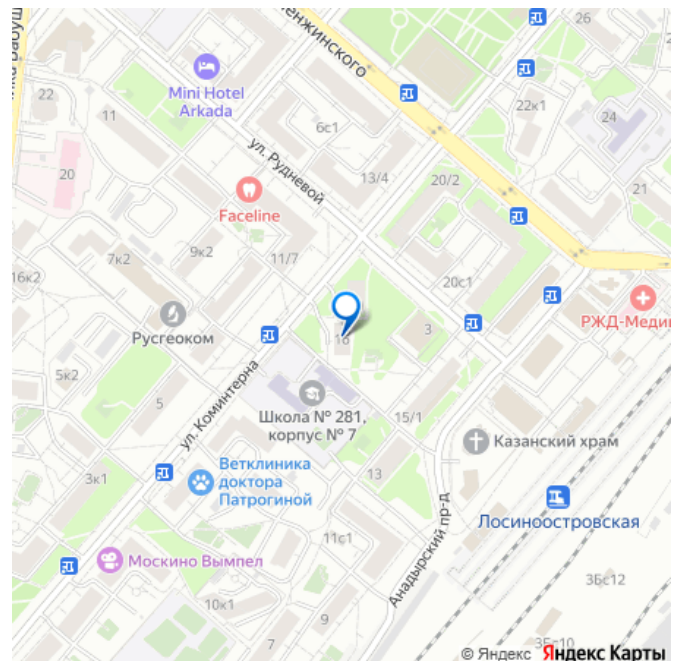 Менжинского
22
11
Mini Hotel
Arkada
6с1
22к1
24
ул. Рудневой
13/4
20/2
20
21
Faceline
9к2
7к2
11/7
16к2
20с1
РЖД-Меди
Русгеоком
16
3
5к2
5
ул. Коминтерна
Школа № 281,
корпус № 7
15/1
Казанский храм
3к1
Ветклиника
доктора
Патрогиной
13
Лосиноостровская
11с1
Анадырский пр-д
Москино Вымпел
3Бс12
10к1
7
9
3Бс10
© Яндекс Яндекс Карты